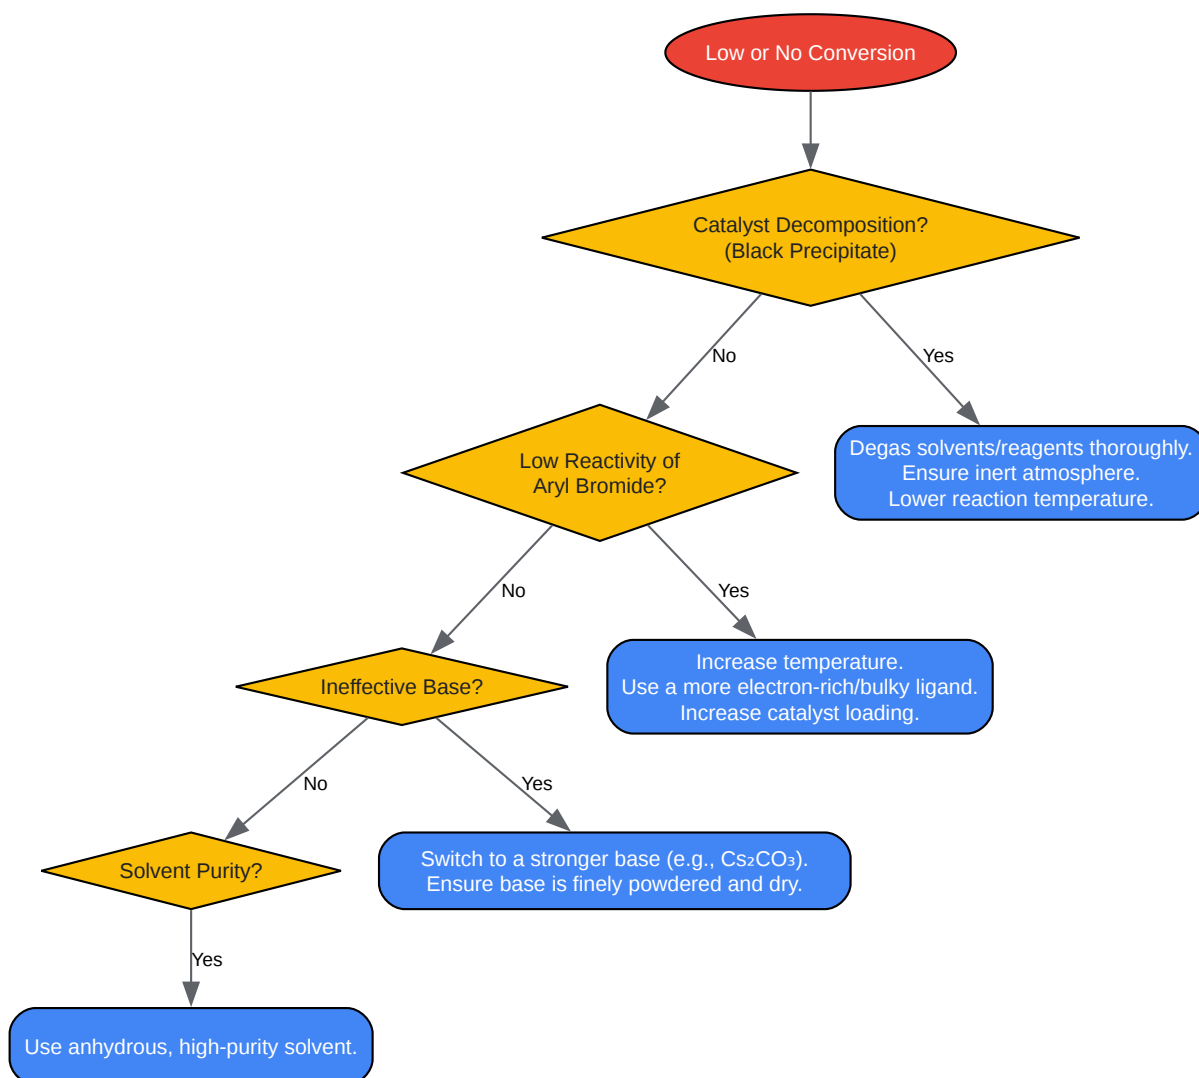 Low or No Conversion
Catalyst Decomposition?
(Black Precipitate)
No
Yes
Low Reactivity of
Aryl Bromide?
Degas solvents/reagents thoroughly.
Ensure inert atmosphere.
Lower reaction temperature.
No
Yes
Ineffective Base?
Increase temperature.
Use a more electron-rich/bulky ligand.
Increase catalyst loading.
No
Yes
Solvent Purity?
Switch to a stronger base (e.g., Cs₂CO₃).
Ensure base is finely powdered and dry.
Yes
Use anhydrous, high-purity solvent.